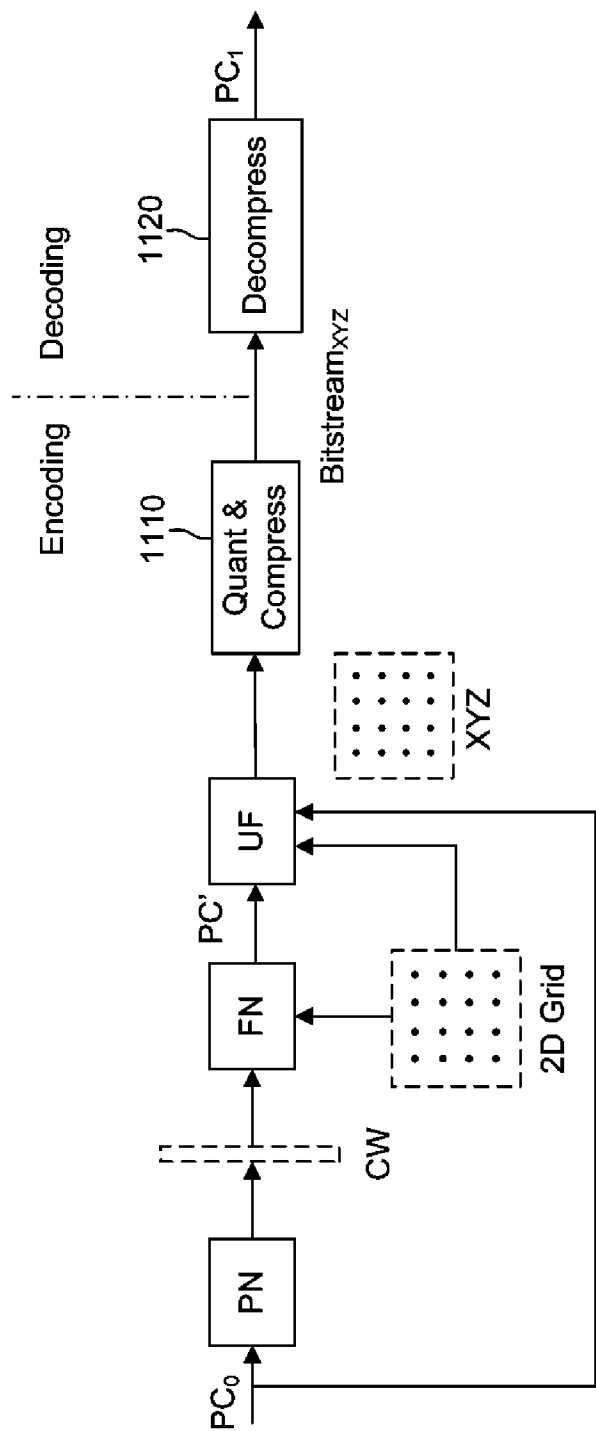 Encoding
Decoding
PC₀
PN
CW
FN
PC'
UF
1110
Quant &
Compress
Bitstream_XYZ
1120
Decompress
PC₁
2D Grid
XYZ